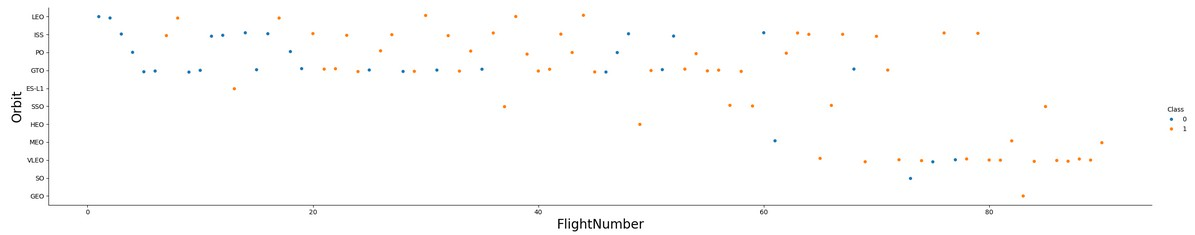 LEO
ISS
PO
GTO
ES-L1
SSO
HEO
MEO
VLEO
SO
GEO
Orbit
0 20 40 60 80
FlightNumber
Class
0
1